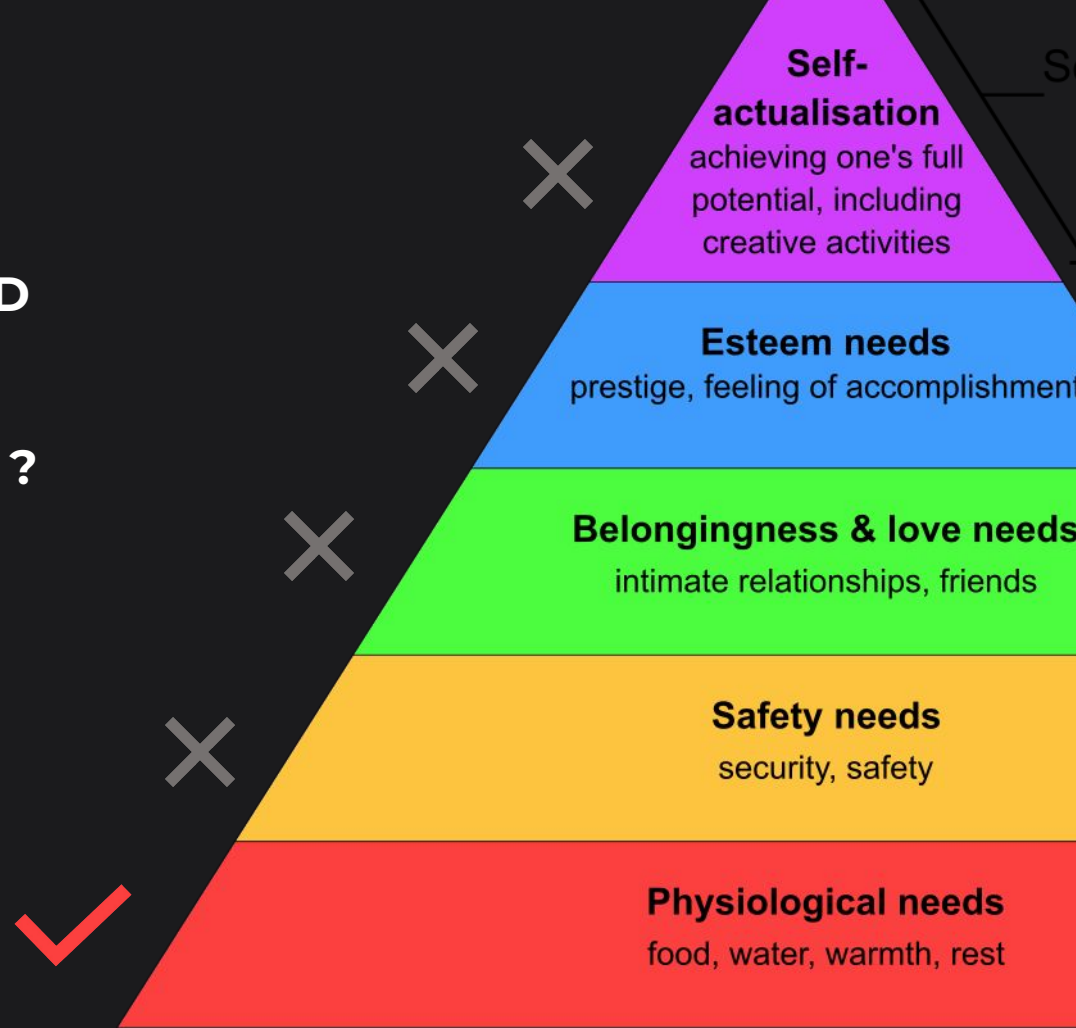 Self-
actualisation
achieving one's full
potential, including
creative activities
D
Esteem needs
prestige, feeling of accomplishment
?
Belongingness & love needs
intimate relationships, friends
Safety needs
security, safety
Physiological needs
food, water, warmth, rest